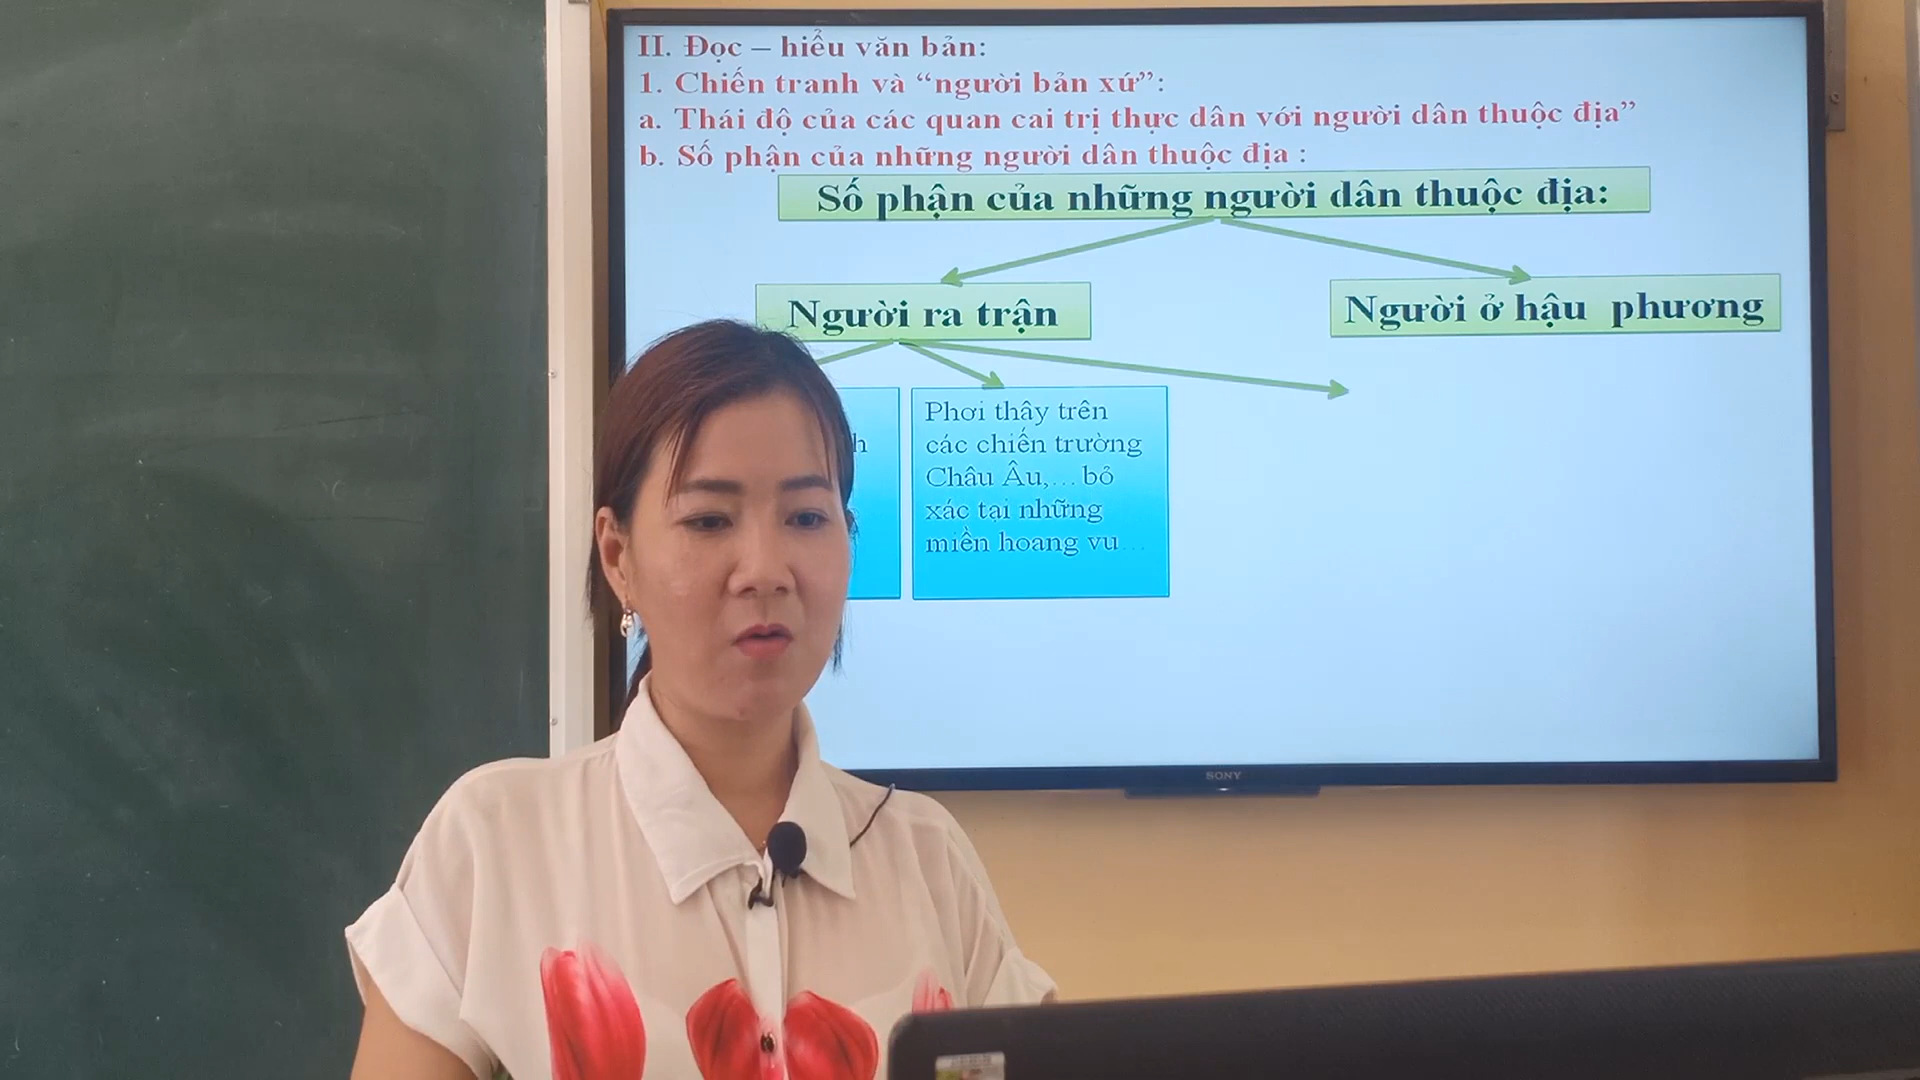 II. Đọc – hiểu văn bản:
1. Chiến tranh và “người bản xứ”:
a. Thái độ của các quan cai trị thực dân với người dân thuộc địa”
b. Số phận của những người dân thuộc địa :
Số phận của những người dân thuộc địa:
Người ra trận
Người ở hậu phương
h
Phơi thây trên
các chiến trường
Châu Âu,... bỏ
xác tại những
miền hoang vu...
SONY